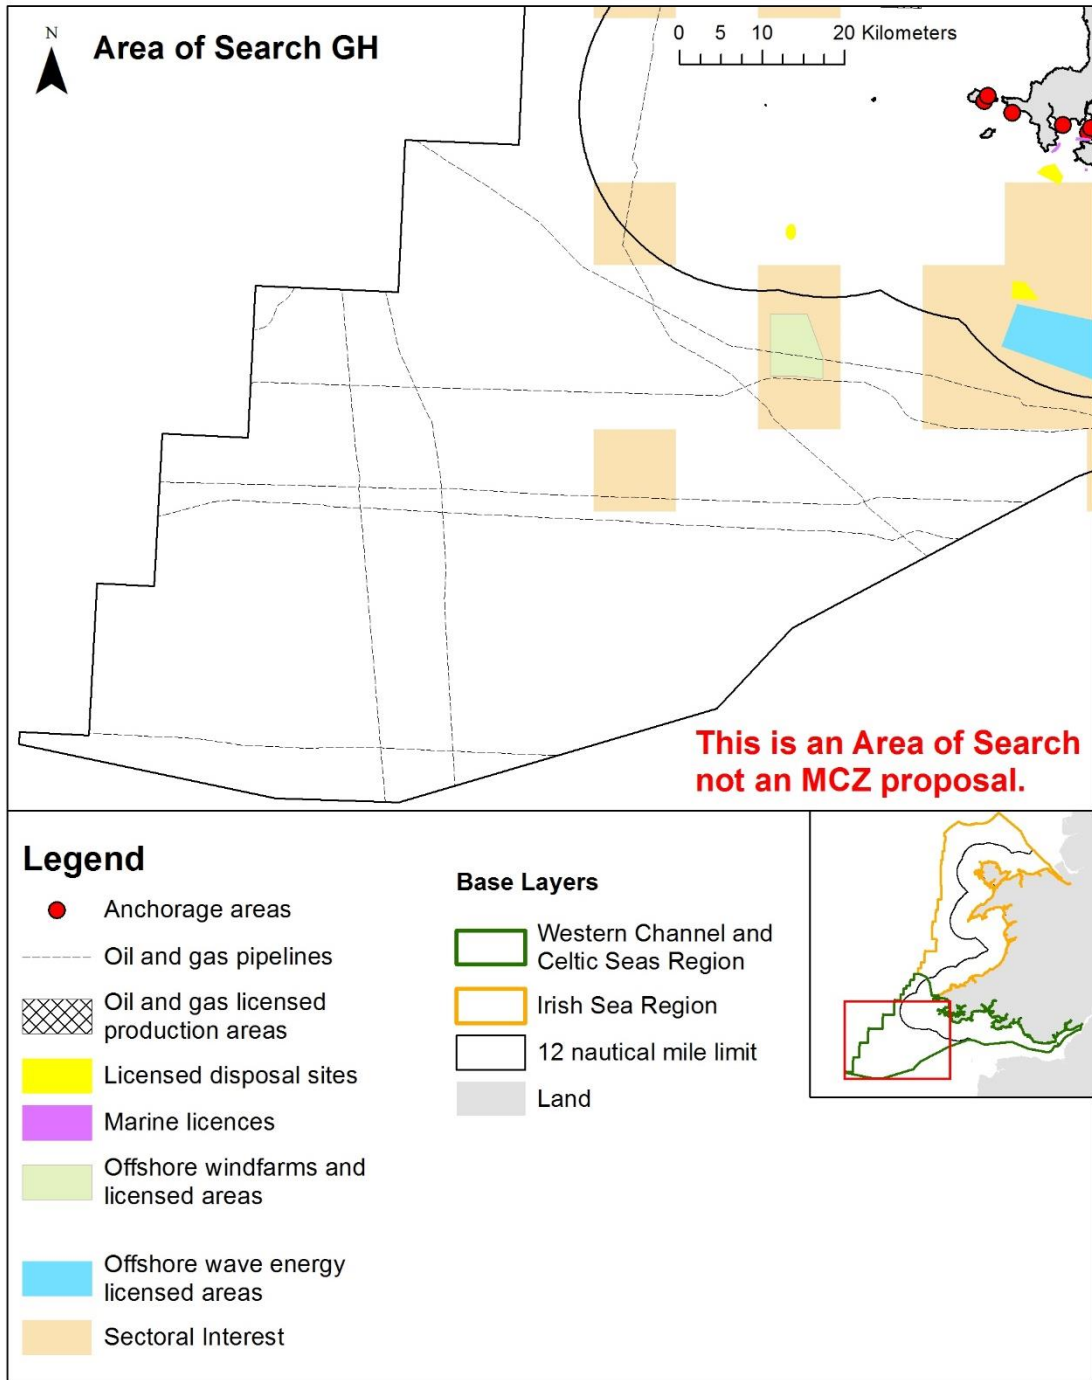 N
Area of Search GH
0 5 10 20 Kilometers
This is an Area of Search
not an MCZ proposal.
Legend
Anchorage areas
Oil and gas pipelines
Oil and gas licensed
production areas
Licensed disposal sites
Marine licences
Offshore windfarms and
licensed areas
Offshore wave energy
licensed areas
Sectoral Interest
Base Layers
Western Channel and
Celtic Seas Region
Irish Sea Region
12 nautical mile limit
Land